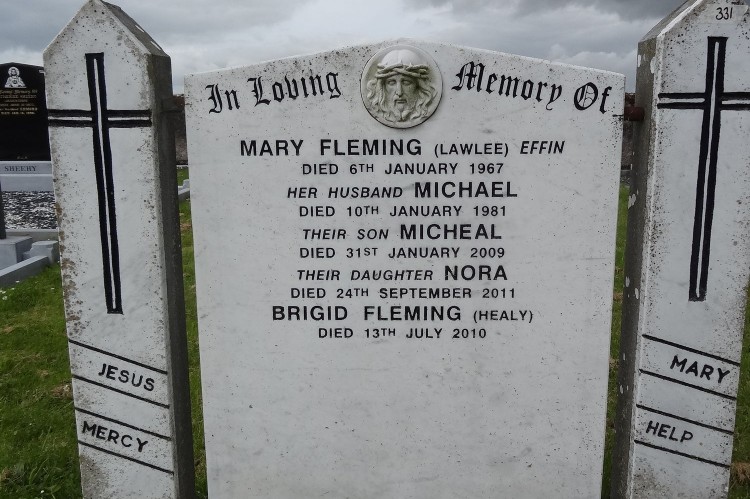 331
In Loving Memory Of
MARY FLEMING (LAWLEE) EFFIN
DIED 6TH JANUARY 1967
HER HUSBAND MICHAEL
DIED 10TH JANUARY 1981
THEIR SON MICHEAL
DIED 31ST JANUARY 2009
THEIR DAUGHTER NORA
DIED 24TH SEPTEMBER 2011
BRIGID FLEMING (HEALY)
DIED 13TH JULY 2010
JESUS
MERCY
MARY
HELP
SHEEHY